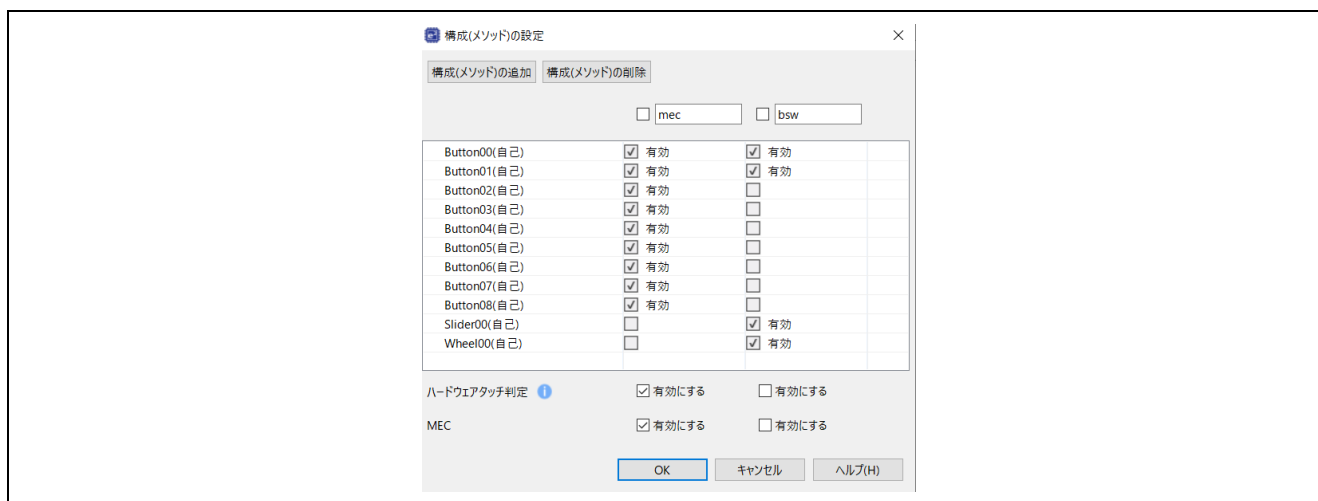 構成(メソッド)の設定
構成(メソッド)の追加 構成(メソッド)の削除
mec bsw
Button00(自己) 有効 有効
Button01(自己) 有効 有効
Button02(自己) 有効
Button03(自己) 有効
Button04(自己) 有効
Button05(自己) 有効
Button06(自己) 有効
Button07(自己) 有効
Button08(自己) 有効
Slider00(自己) 有効
Wheel00(自己) 有効
ハードウェアタッチ判定 有効にする 有効にする
MEC 有効にする 有効にする
OK キャンセル ヘルプ(H)